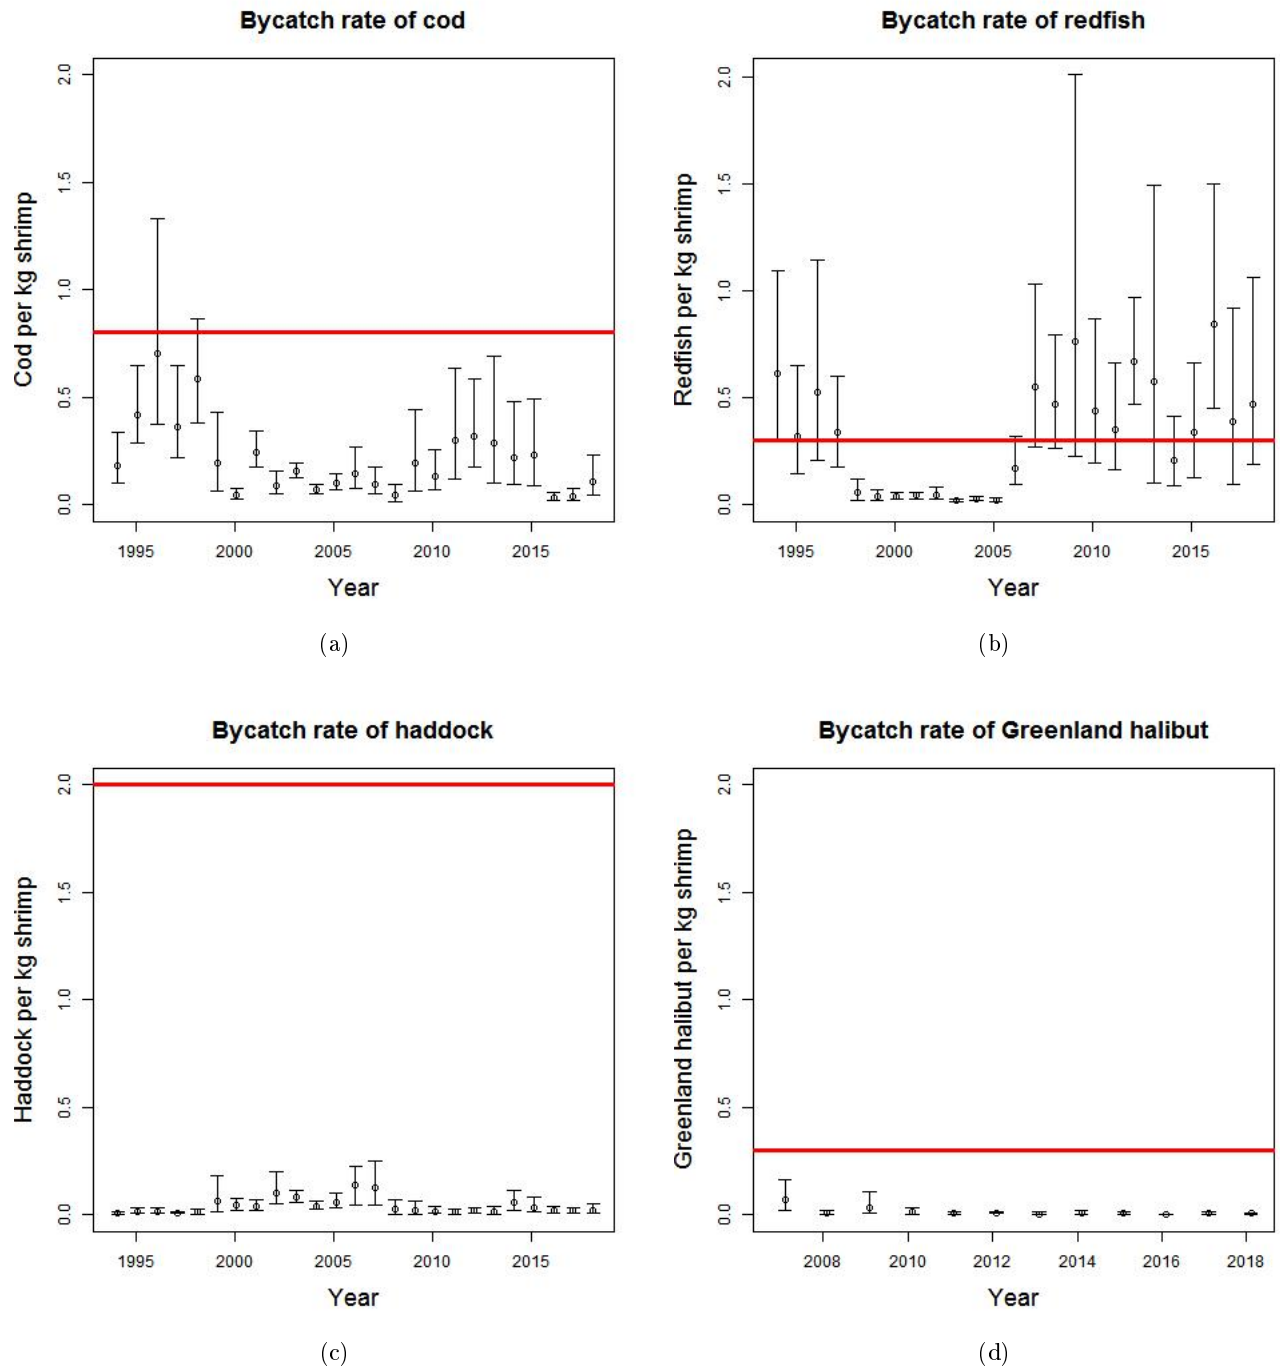 Bycatch rate of cod
Cod per kg shrimp
2.0
1.5
1.0
0.5
0.0
1995 2000 2005 2010 2015
Year
(a)
Bycatch rate of redfish
Redfish per kg shrimp
2.0
1.5
1.0
0.5
0.0
1995 2000 2005 2010 2015
Year
(b)
Bycatch rate of haddock
Haddock per kg shrimp
2.0
1.5
1.0
0.5
0.0
1995 2000 2005 2010 2015
Year
(c)
Bycatch rate of Greenland halibut
Greenland halibut per kg shrimp
2.0
1.5
1.0
0.5
0.0
2008 2010 2012 2014 2016 2018
Year
(d)